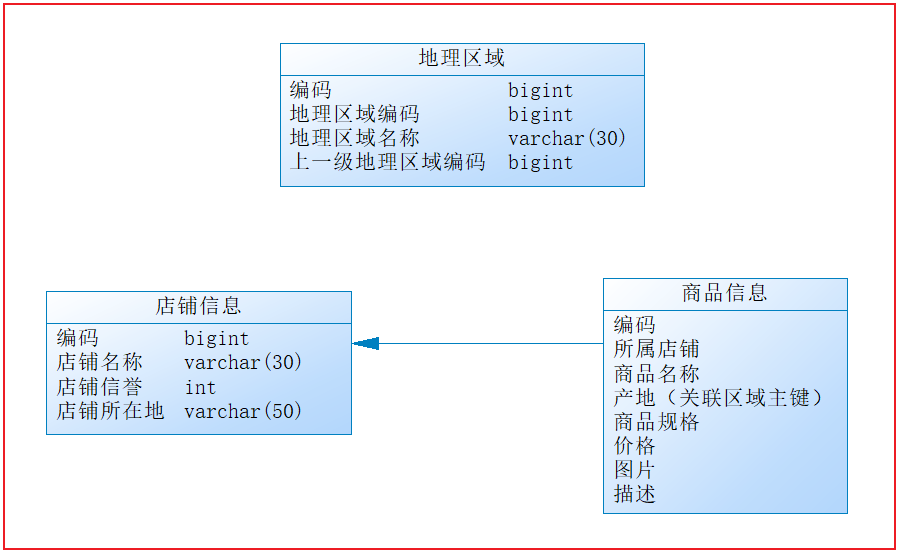 地理区域
编码 bigint
地理区域编码 bigint
地理区域名称 varchar(30)
上一级地理区域编码 bigint
店铺信息
编码 bigint
店铺名称 varchar(30)
店铺信誉 int
店铺所在地 varchar(50)
商品信息
编码
所属店铺
商品名称
产地（关联区域主键）
商品规格
价格
图片
描述